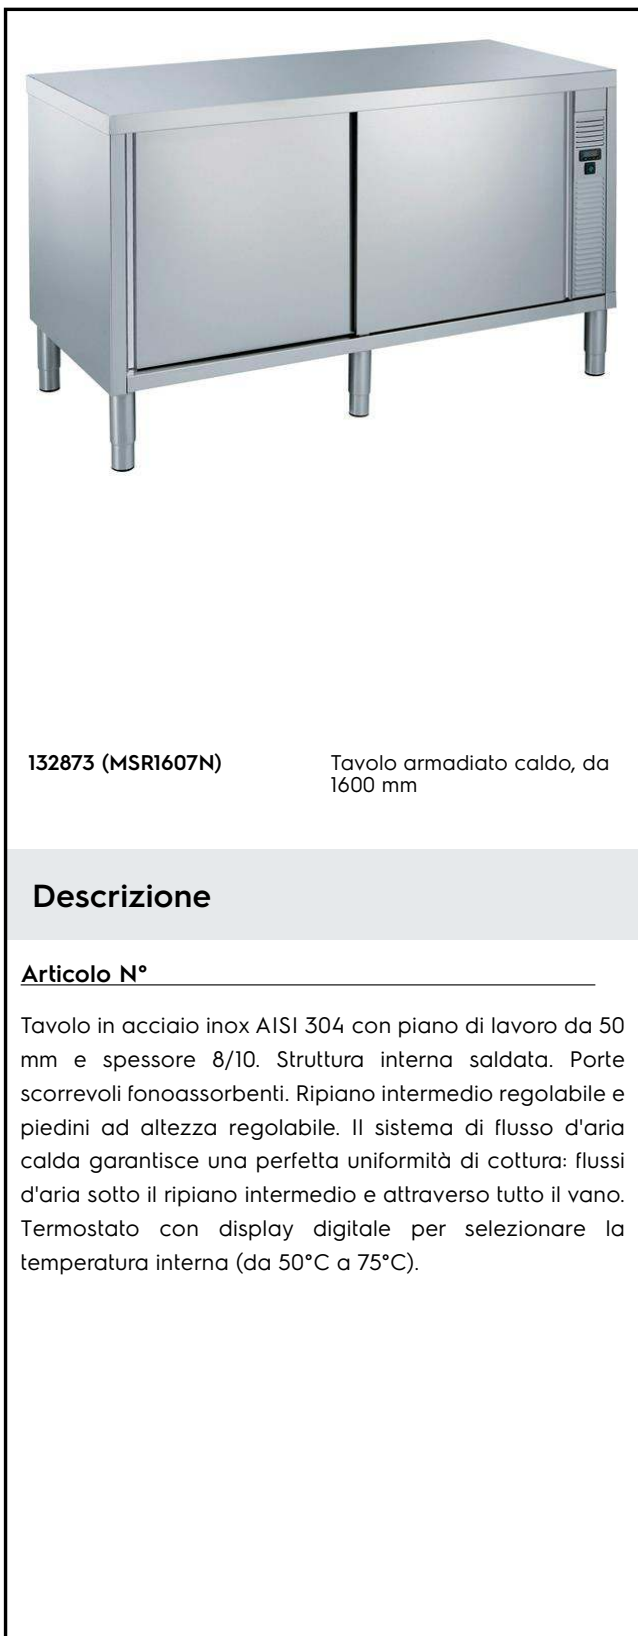 132873 (MSR1607N)
Tavolo armadiato caldo, da
1600 mm
Descrizione
Articolo N°
Tavolo in acciaio inox AISI 304 con piano di lavoro da 50
mm e spessore 8/10. Struttura interna saldata. Porte
scorrevoli fonoassorbenti. Ripiano intermedio regolabile e
piedini ad altezza regolabile. Il sistema di flusso d'aria
calda garantisce una perfetta uniformità di cottura: flussi
d'aria sotto il ripiano intermedio e attraverso tutto il vano.
Termostato con display digitale per selezionare la
temperatura interna (da 50°C a 75°C).